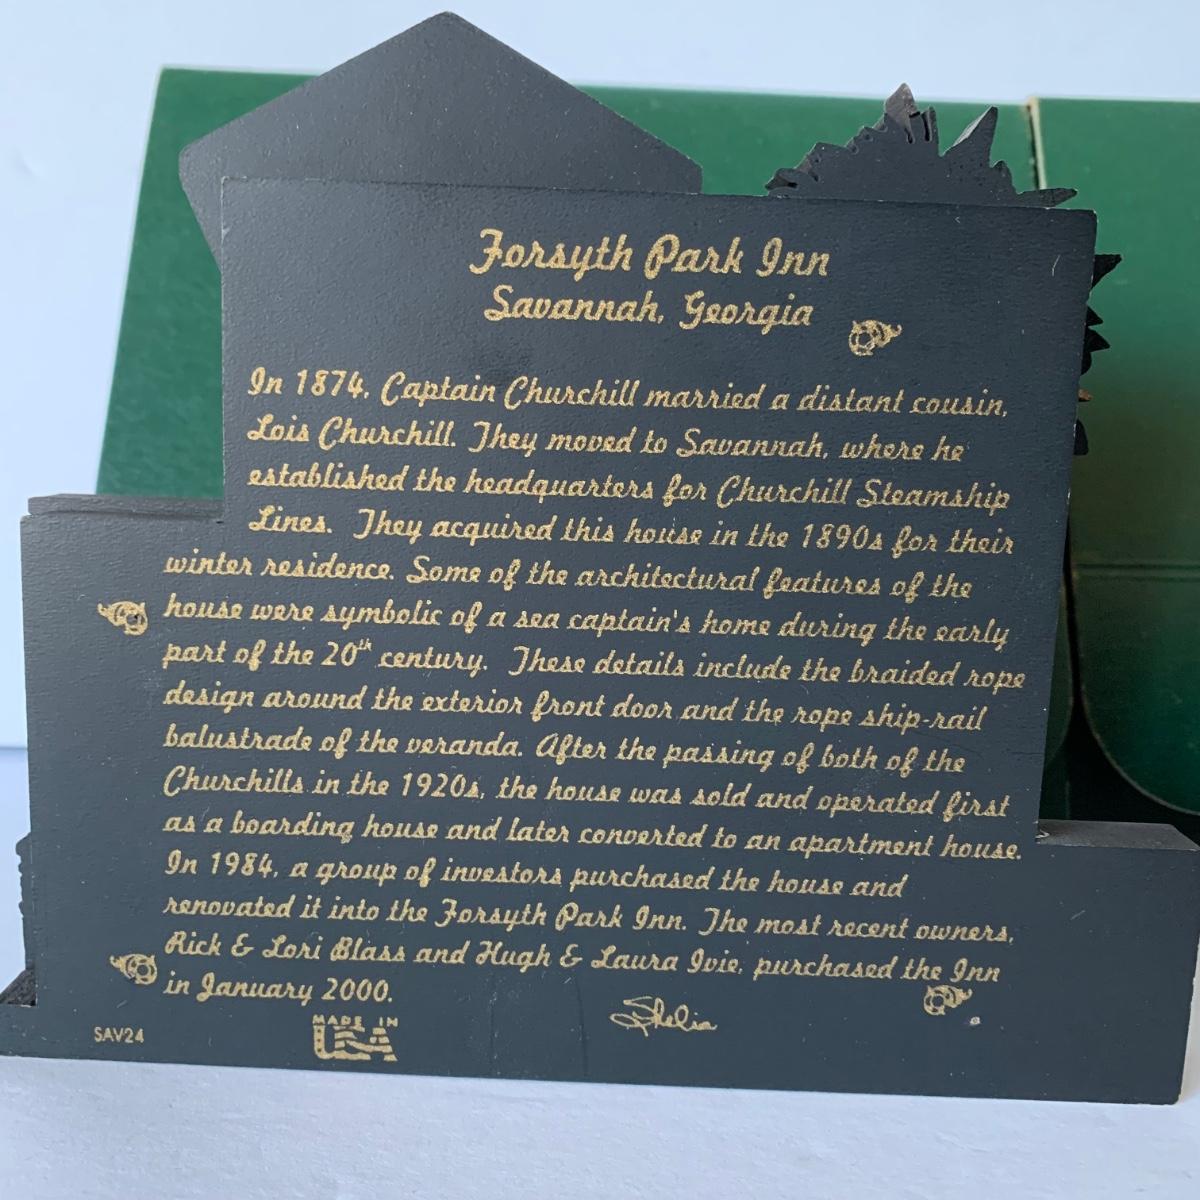 Forsyth Park Inn
Savannah, Georgia
In 1874, Captain Churchill married a distant cousin,
Lois Churchill. They moved to Savannah, where he
established the headquarters for Churchill Steamship
Lines. They acquired this house in the 1890s for their
winter residence. Some of the architectural features of the
house were symbolic of a sea captain's home during the early
part of the 20th century. These details include the braided rope
design around the exterior front door and the rope ship-rail
balustrade of the veranda. After the passing of both of the
Churchills in the 1920s, the house was sold and operated first
as a boarding house and later converted to an apartment house.
In 1984, a group of investors purchased the house and
renovated it into the Forsyth Park Inn. The most recent owners,
Rick & Lori Blass and Hugh & Laura Ivie, purchased the Inn
in January 2000.
SAV24
MADE IN
USA
Shelia